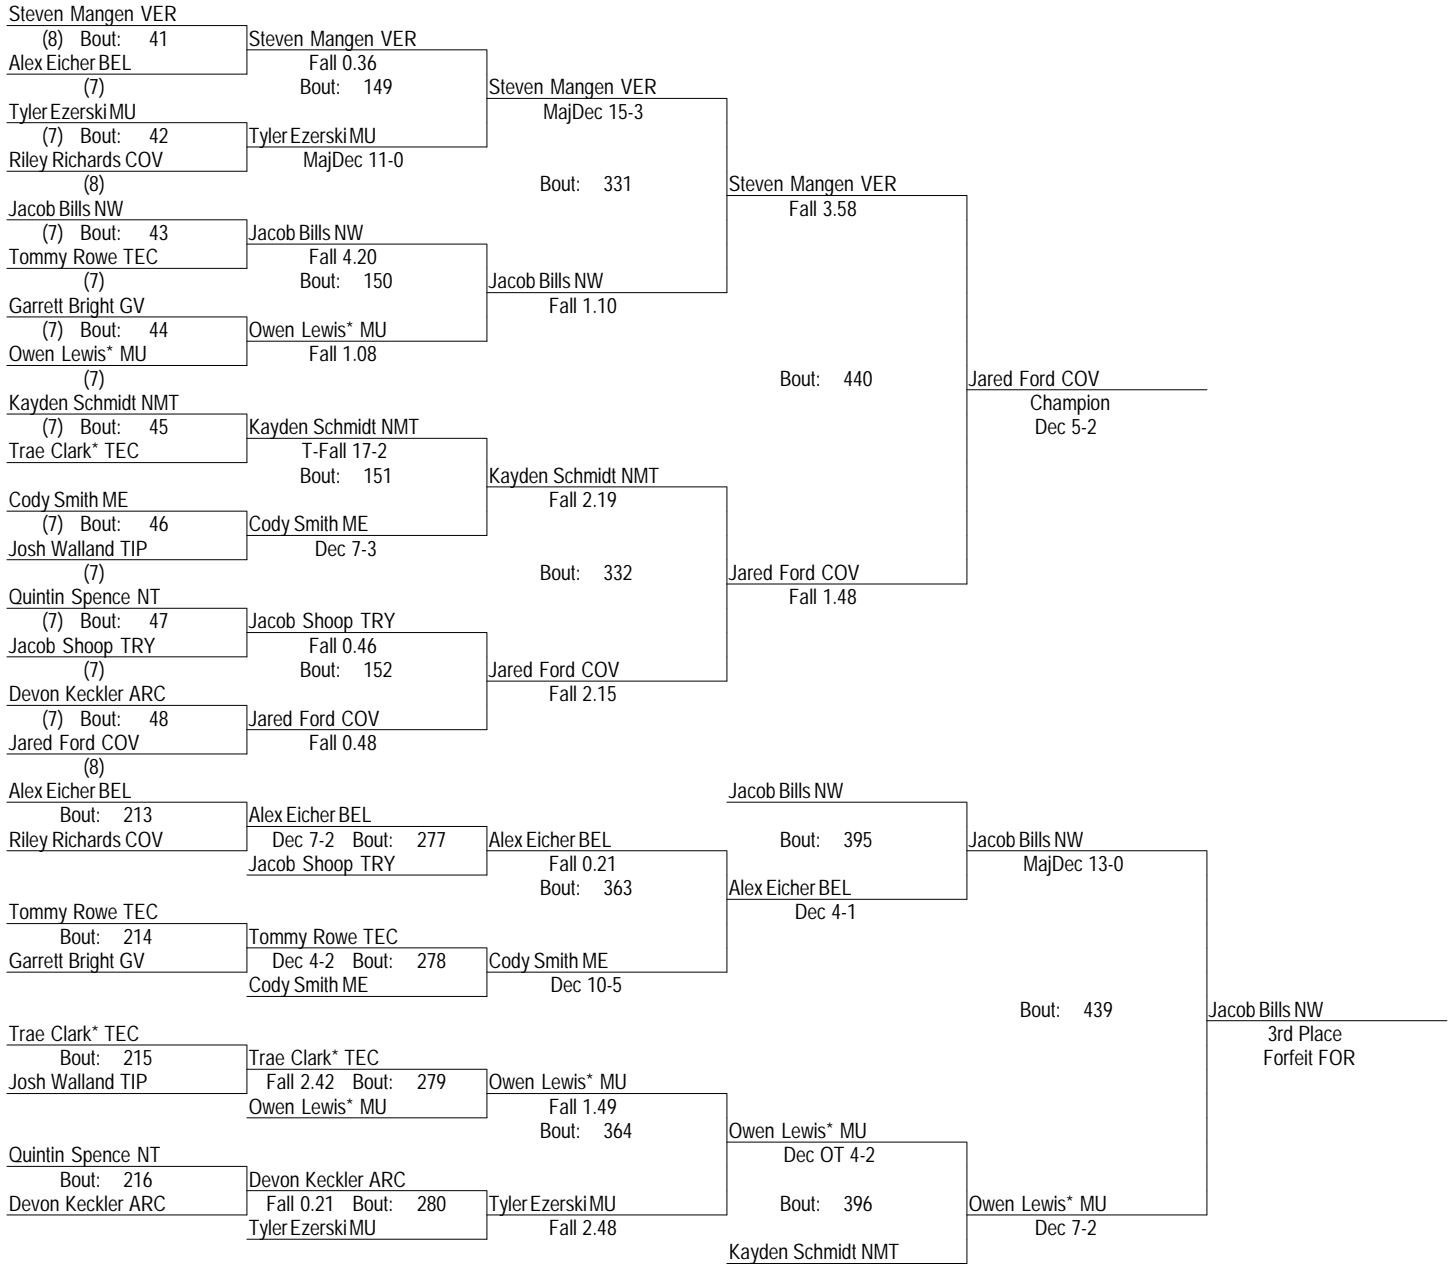 Steven Mangen VER
(8) Bout: 41 Steven Mangen VER
Alex Eicher BEL Fall 0.36
(7) Bout: 149 Steven Mangen VER
Tyler Ezerski MU MajDec 15-3
(7) Bout: 42 Tyler Ezerski MU
Riley Richards COV MajDec 11-0
(8) Bout: 331 Steven Mangen VER
Jacob Bills NW Fall 3.58
(7) Bout: 43 Jacob Bills NW
Tommy Rowe TEC Fall 4.20
(7) Bout: 150 Jacob Bills NW
Garrett Bright GV Fall 1.10
(7) Bout: 44 Owen Lewis* MU
Owen Lewis* MU Fall 1.08
(7) Bout: 440 Jared Ford COV
Kayden Schmidt NMT Champion
(7) Bout: 45 Kayden Schmidt NMT Dec 5-2
Trae Clark* TEC T-Fall 17-2
Bout: 151 Kayden Schmidt NMT
Cody Smith ME Fall 2.19
(7) Bout: 46 Cody Smith ME
Josh Walland TIP Dec 7-3
(7) Bout: 332 Jared Ford COV
Quintin Spence NT Fall 1.48
(7) Bout: 47 Jacob Shoop TRY
Jacob Shoop TRY Fall 0.46
(7) Bout: 152 Jared Ford COV
Devon Keckler ARC Fall 2.15
(7) Bout: 48 Jared Ford COV
Jared Ford COV Fall 0.48
(8)
Alex Eicher BEL Jacob Bills NW
Bout: 213 Alex Eicher BEL
Riley Richards COV Dec 7-2 Bout: 277 Alex Eicher BEL Bout: 395 Jacob Bills NW
Jacob Shoop TRY Fall 0.21 MajDec 13-0
Bout: 363 Alex Eicher BEL
Tommy Rowe TEC Dec 4-1
Bout: 214 Tommy Rowe TEC
Garrett Bright GV Dec 4-2 Bout: 278 Cody Smith ME
Cody Smith ME Dec 10-5
Bout: 439 Jacob Bills NW
Trae Clark* TEC 3rd Place
Bout: 215 Trae Clark* TEC Forfeit FOR
Josh Walland TIP Fall 2.42 Bout: 279 Owen Lewis* MU
Owen Lewis* MU Fall 1.49
Bout: 364 Owen Lewis* MU
Quintin Spence NT Dec OT 4-2
Bout: 216 Devon Keckler ARC
Devon Keckler ARC Fall 0.21 Bout: 280 Tyler Ezerski MU Bout: 396 Owen Lewis* MU
Tyler Ezerski MU Fall 2.48 Dec 7-2
Kayden Schmidt NMT